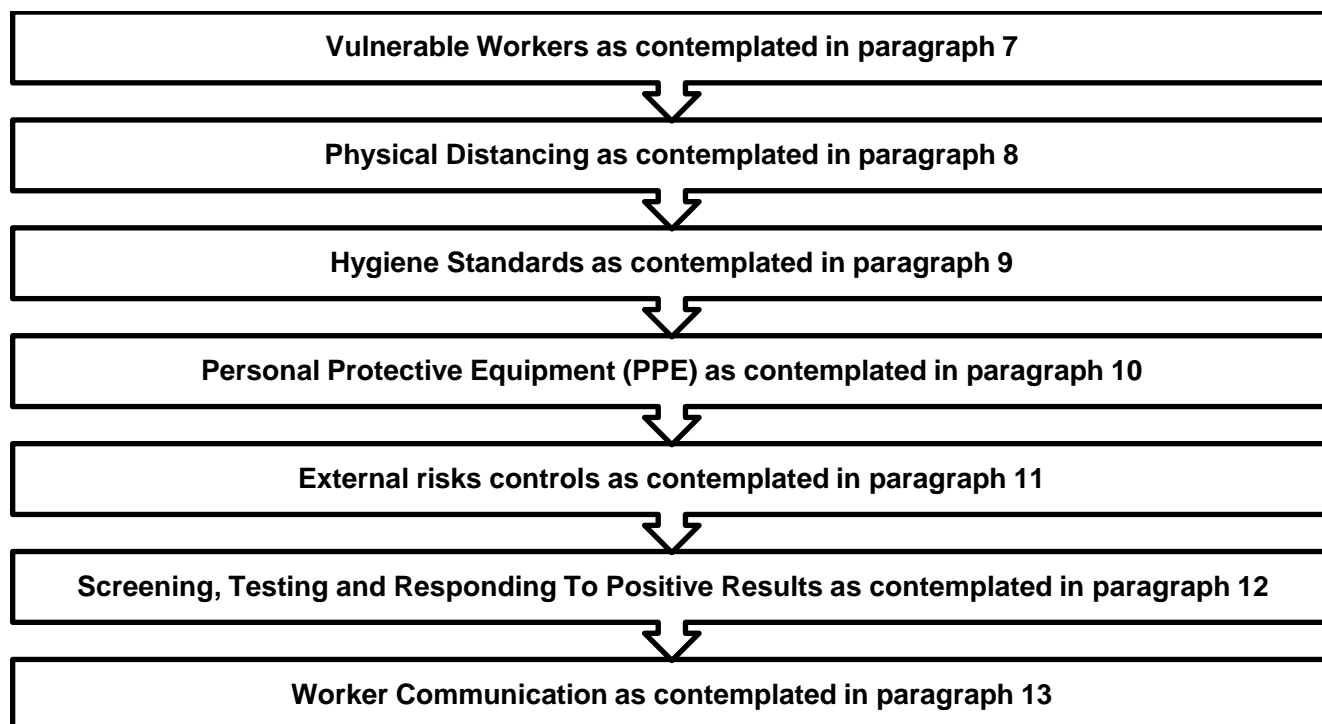 Vulnerable Workers as contemplated in paragraph 7
Physical Distancing as contemplated in paragraph 8
Hygiene Standards as contemplated in paragraph 9
Personal Protective Equipment (PPE) as contemplated in paragraph 10
External risks controls as contemplated in paragraph 11
Screening, Testing and Responding To Positive Results as contemplated in paragraph 12
Worker Communication as contemplated in paragraph 13